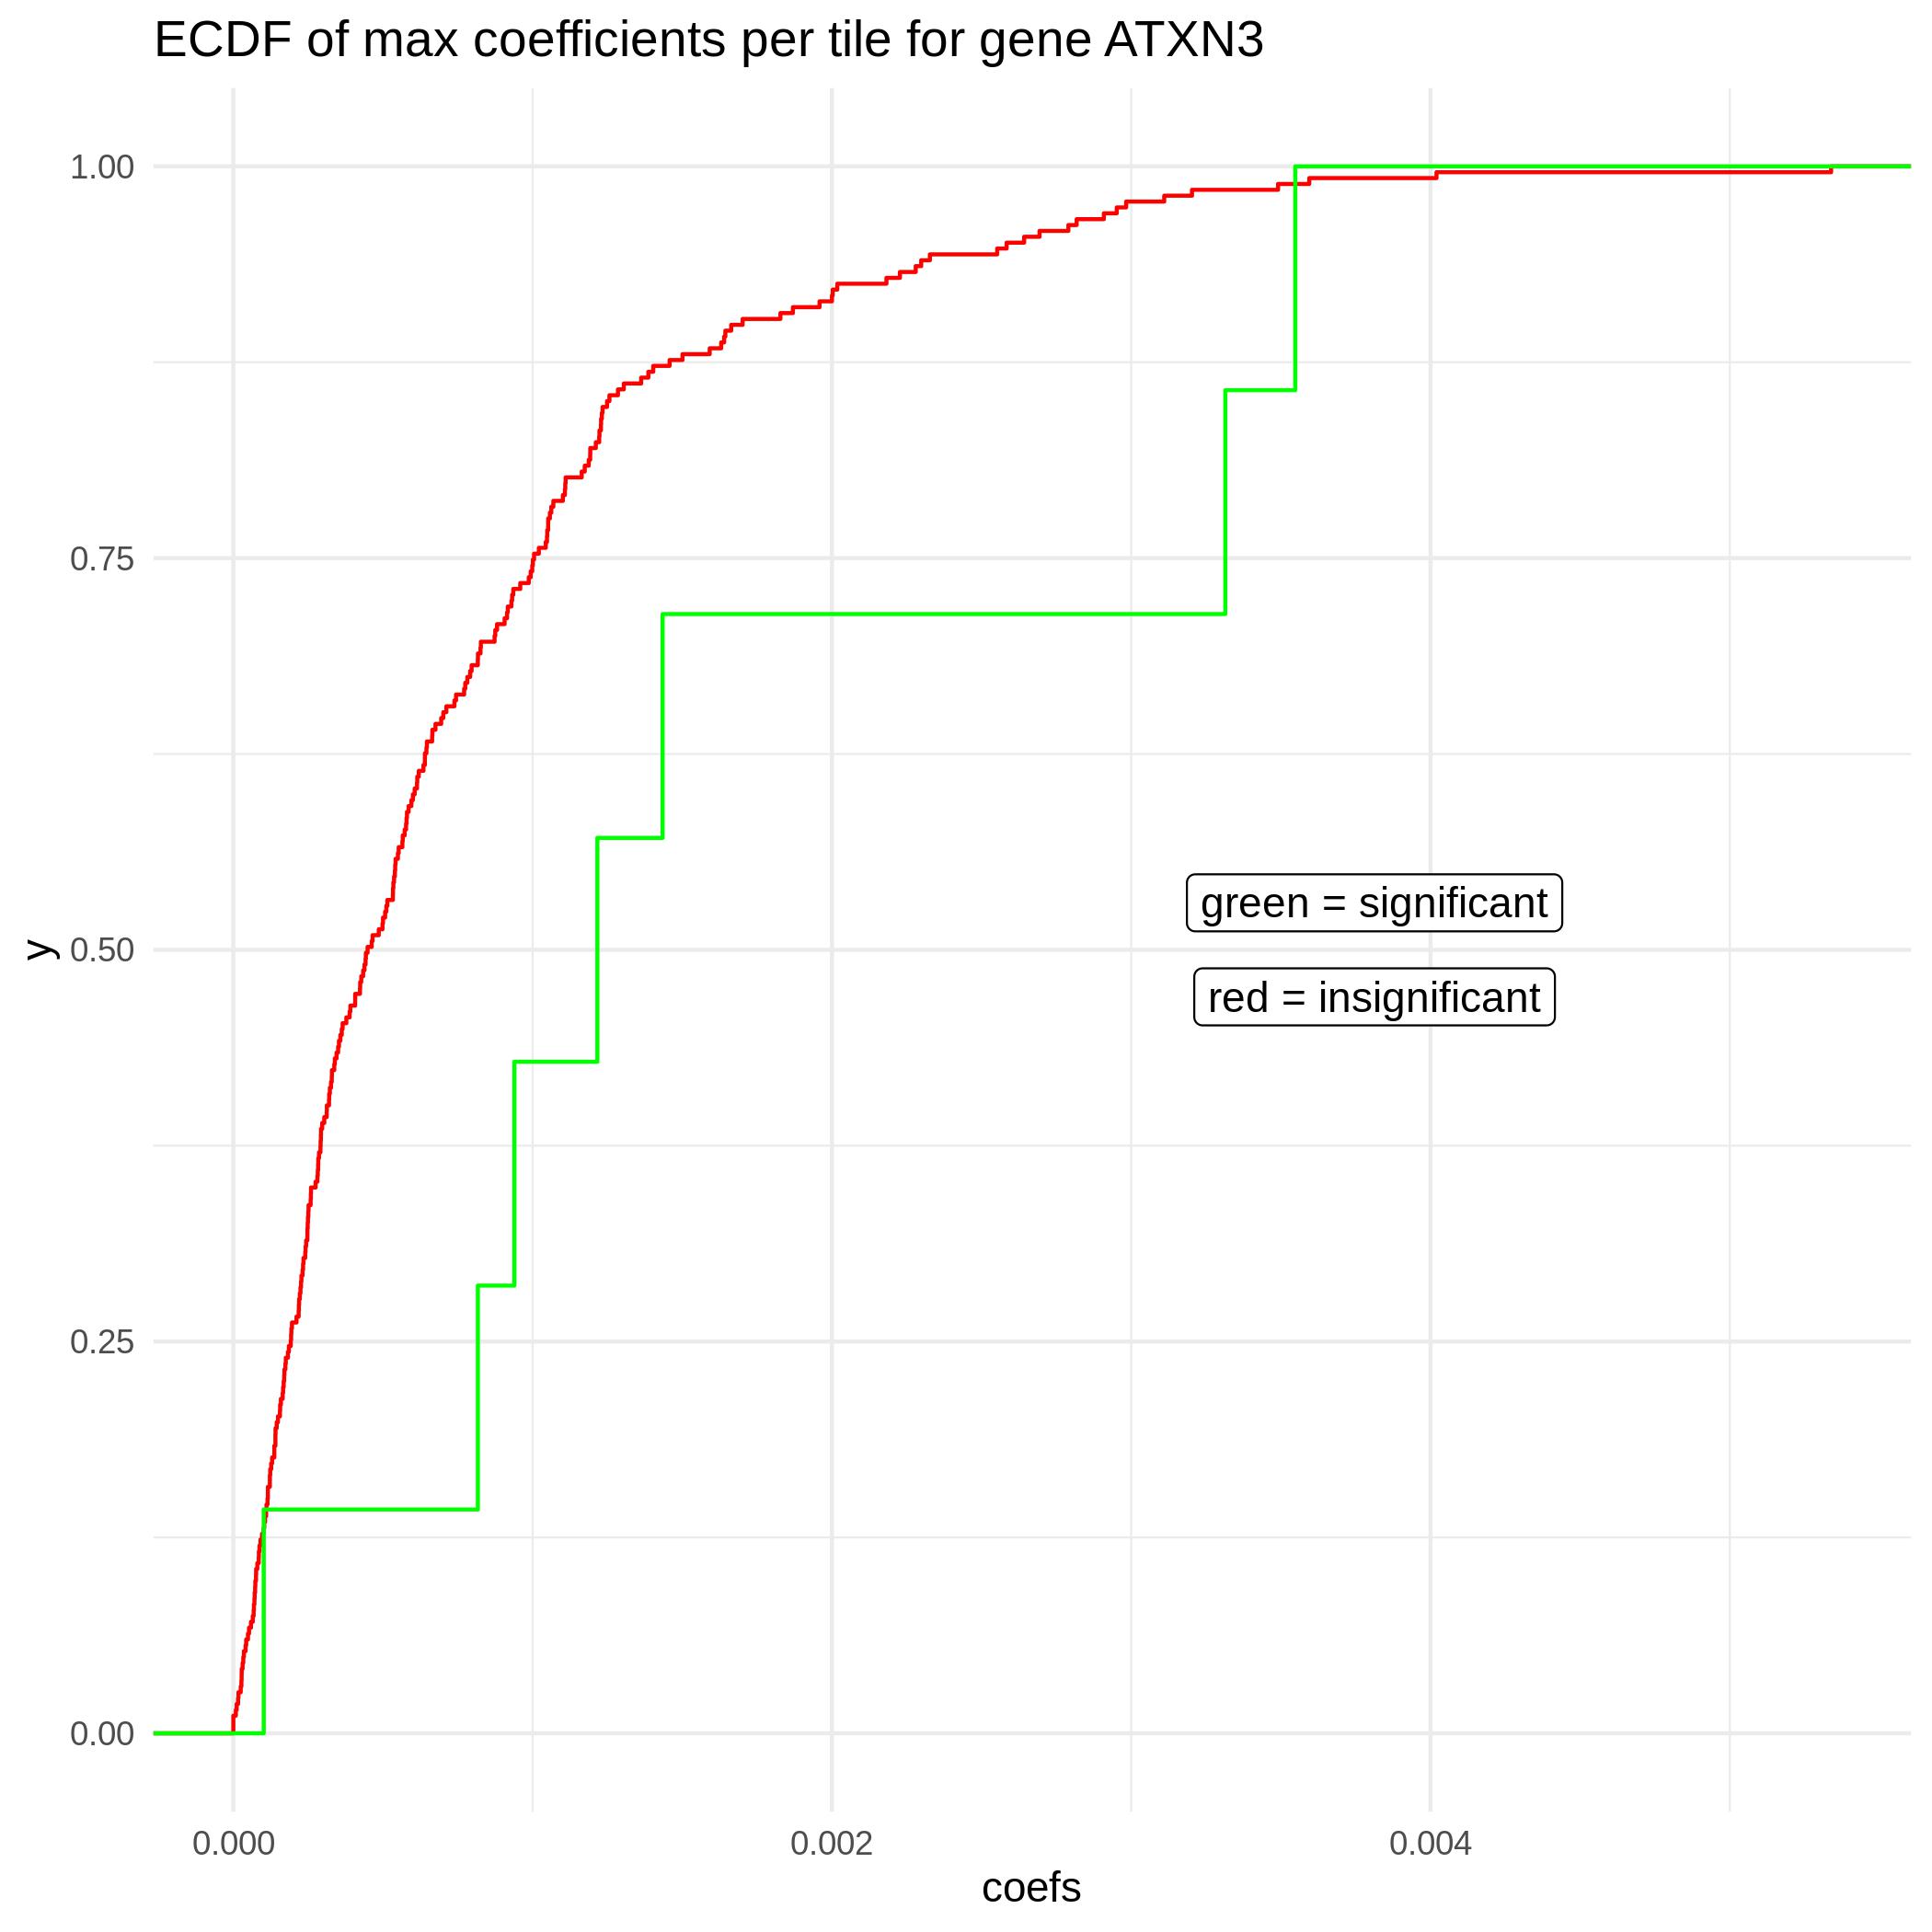 ECDF of max coefficients per tile for gene ATXN3
1.00
0.75
0.50
0.25
0.00
y
green = significant
red = insignificant
0.000
0.002
0.004
coefs